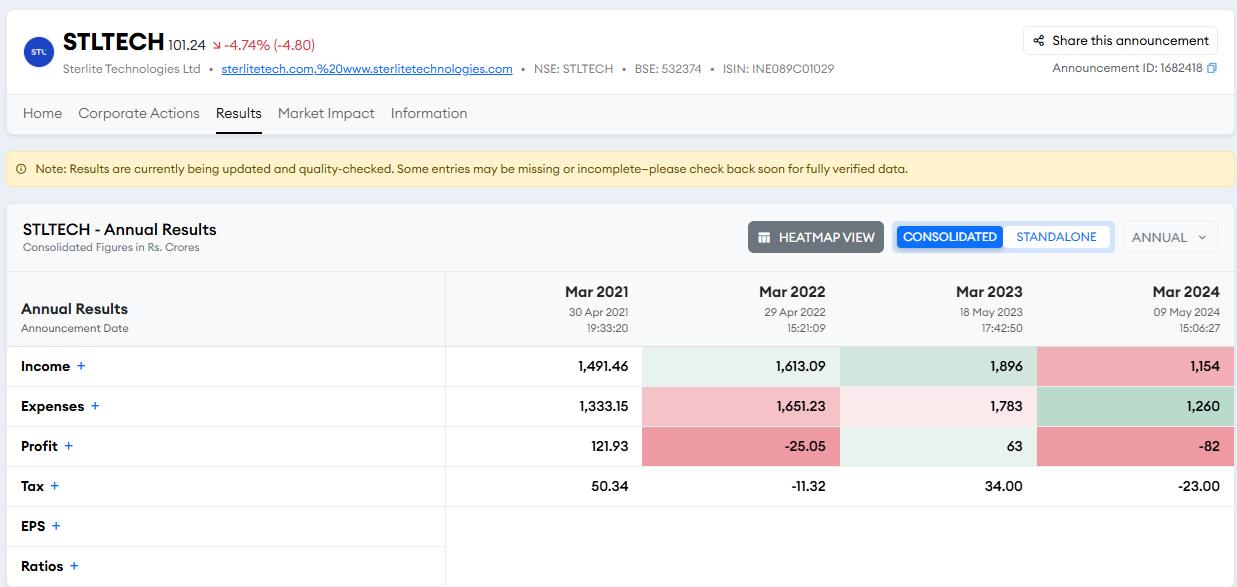 STL
STLTECH 101.24 ↘ -4.74% (-4.80)
Share this announcement
Sterlite Technologies Ltd • sterlitetech.com,%20www.sterlitetechnologies.com • NSE: STLTECH • BSE: 532374 • ISIN: INE089C01029
Announcement ID: 1682418
Home Corporate Actions Results Market Impact Information
Note: Results are currently being updated and quality-checked. Some entries may be missing or incomplete—please check back soon for fully verified data.
STLTECH - Annual Results
Consolidated Figures in Rs. Crores
HEATMAP VIEW CONSOLIDATED STANDALONE ANNUAL
Annual Results
Announcement Date
Mar 2021 Mar 2022 Mar 2023 Mar 2024
30 Apr 2021 29 Apr 2022 18 May 2023 09 May 2024
19:33:20 15:21:09 17:42:50 15:06:27
Income + 1,491.46 1,613.09 1,896 1,154
Expenses + 1,333.15 1,651.23 1,783 1,260
Profit + 121.93 -25.05 63 -82
Tax + 50.34 -11.32 34.00 -23.00
EPS +
Ratios +